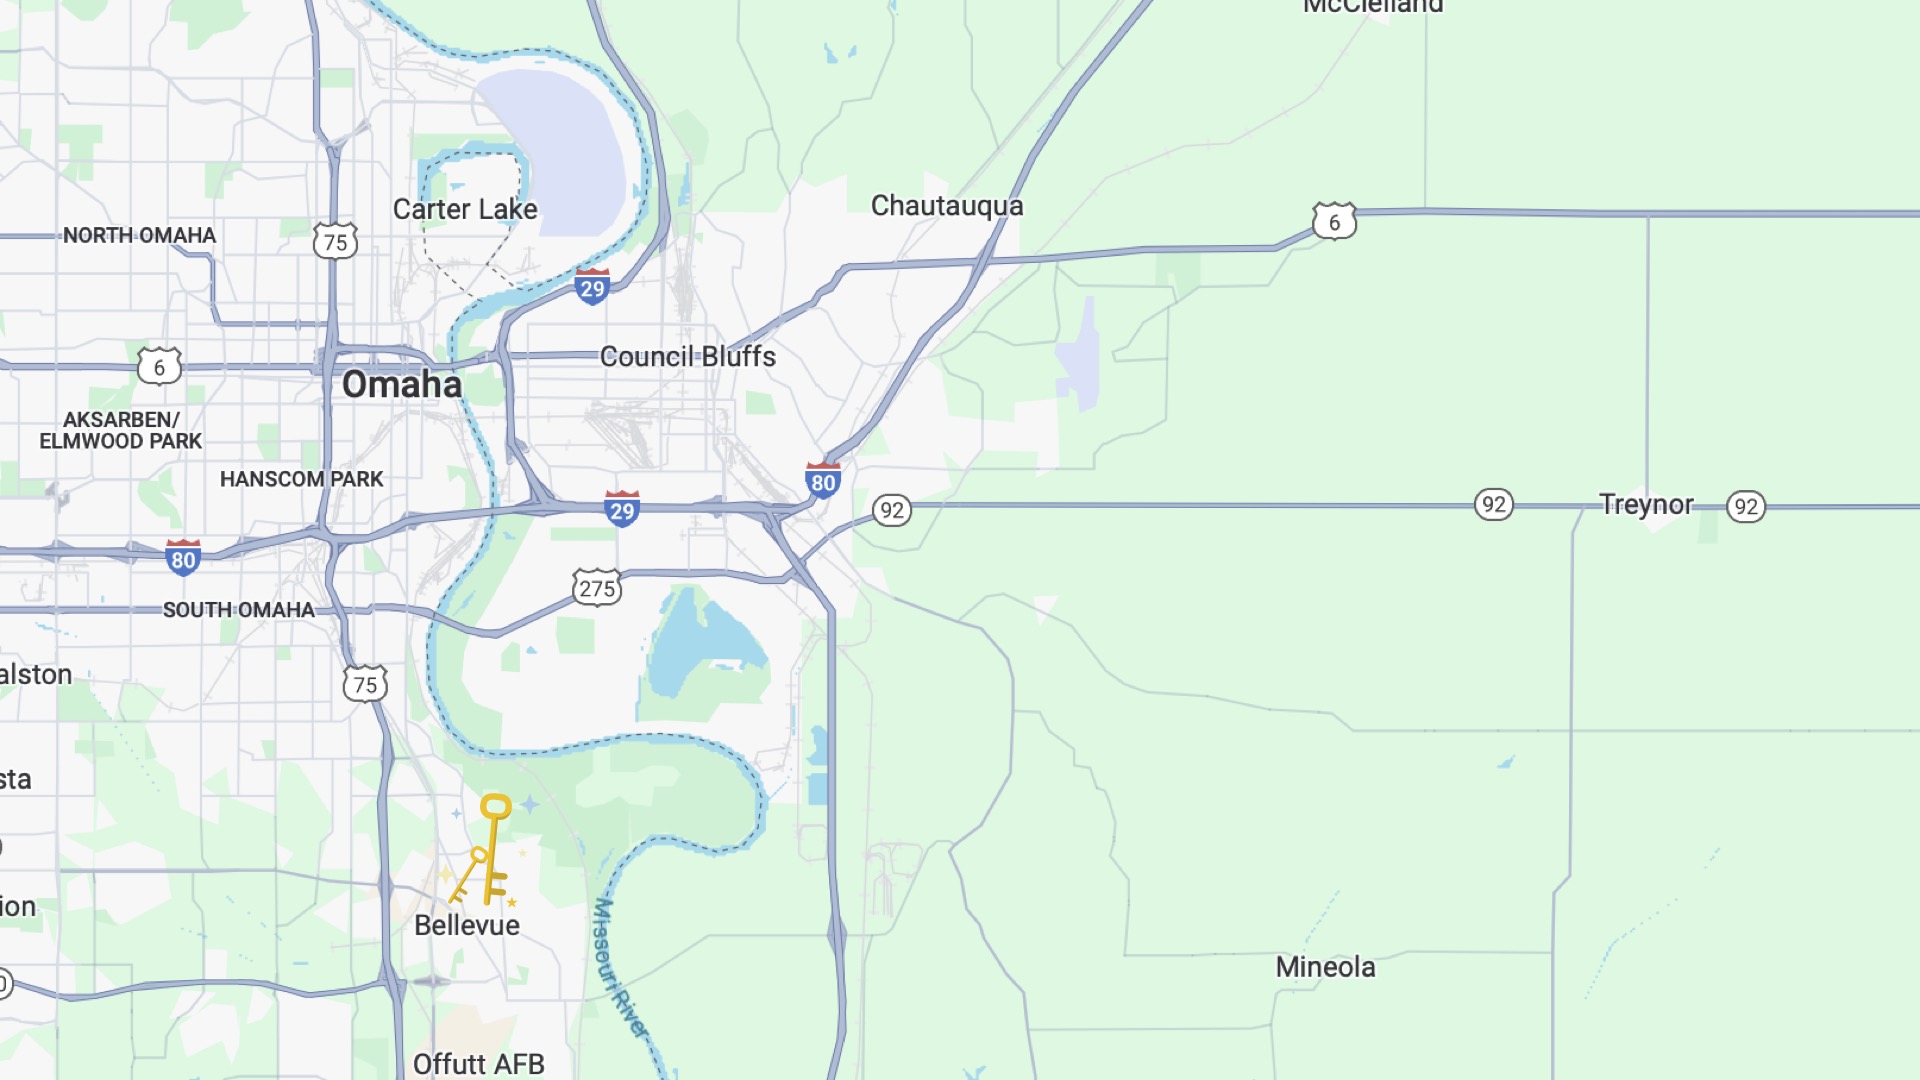 McClelland
Carter Lake
Chautauqua
NORTH OMAHA
75
6
29
6
Council Bluffs
Omaha
AKSARBEN/
ELMWOOD PARK
HANSCOM PARK
80
29
92
92
Treynor
92
80
275
SOUTH OMAHA
alston
75
sta
ion
Bellevue
Missouri River
Mineola
0
Offutt AFB